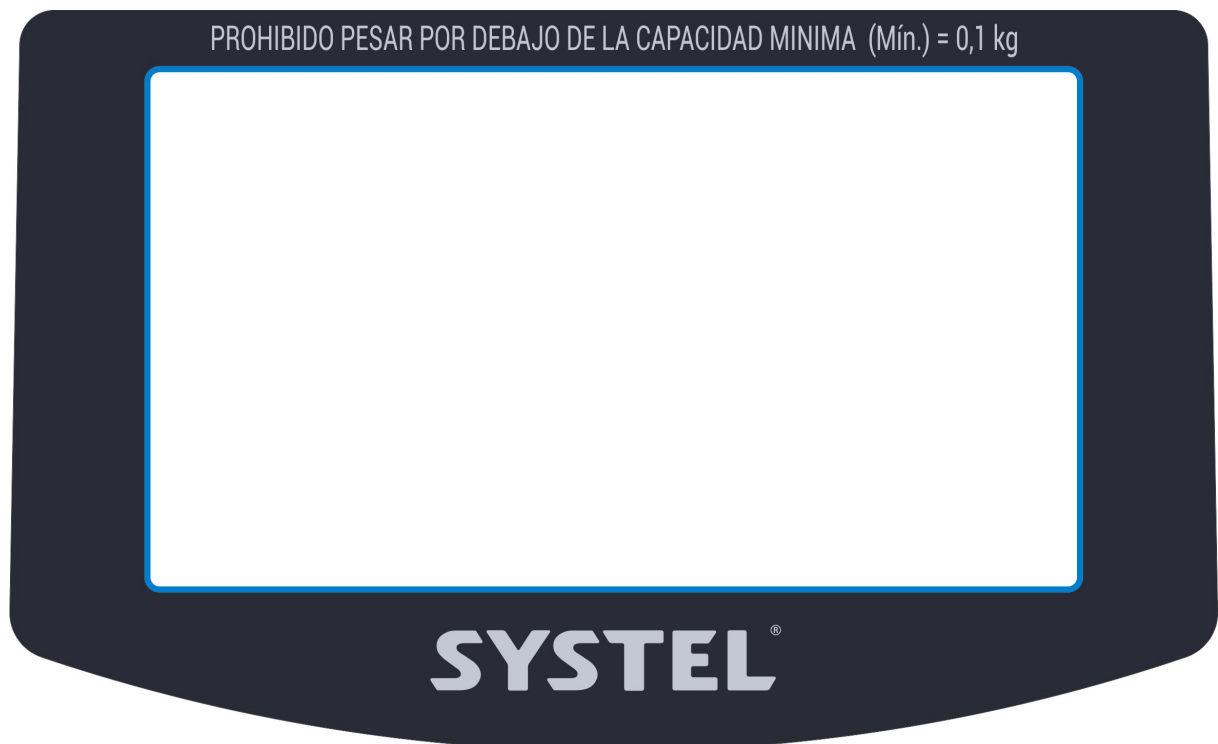 PROHIBIDO PESAR POR DEBAJO DE LA CAPACIDAD MINIMA (Mín.) = 0,1 kg
SYSTEL®